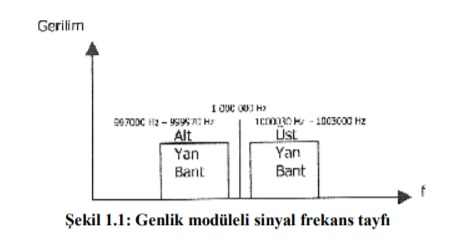 Gerilim
1 000 000 Hz
997000 Hz - 999970 Hz
1000030 Hz - 1003000 Hz
Alt
Yan
Bant
Üst
Yan
Bant
f
Şekil 1.1: Genlik modüleli sinyal frekans tayfı